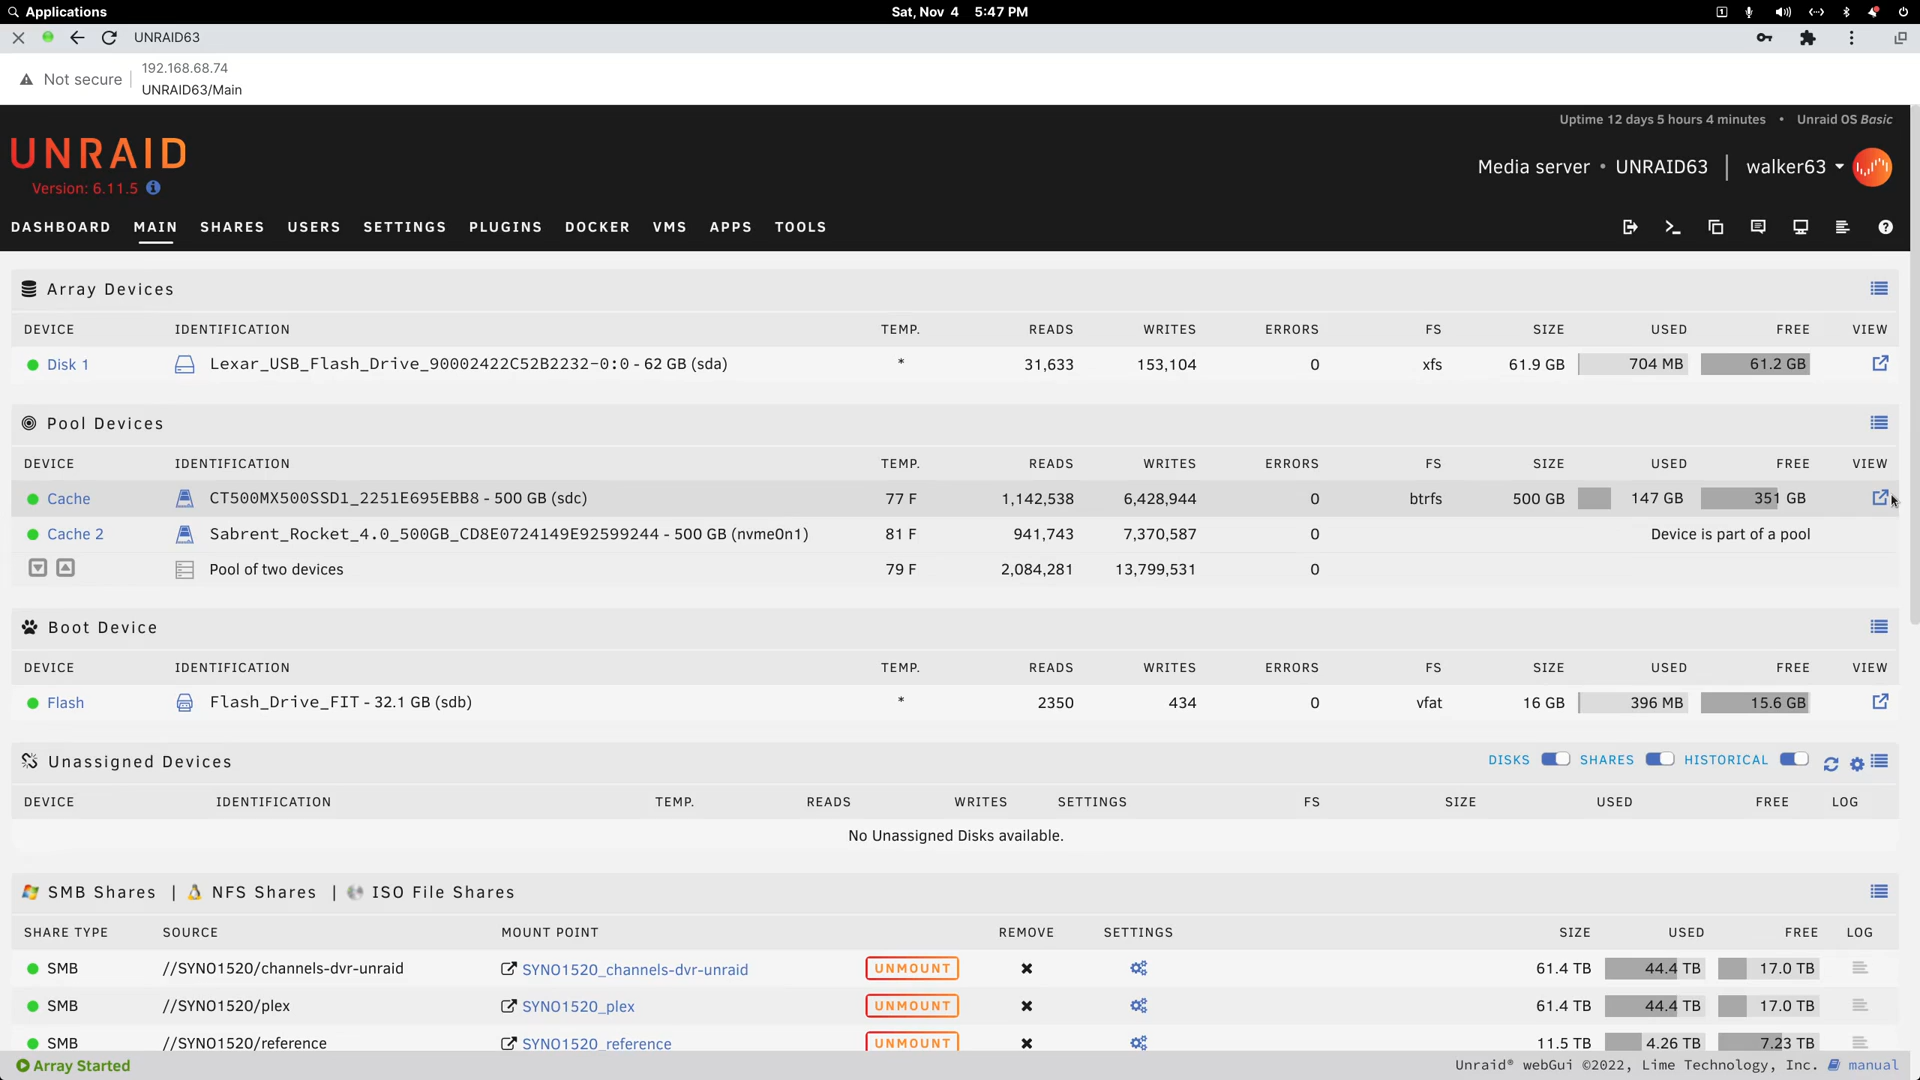 Applications Sat, Nov 4 5:47 PM
UNRAID63
Not secure 192.168.68.74
UNRAID63/Main
Uptime 12 days 5 hours 4 minutes • Unraid OS Basic
UNRAID
Version: 6.11.5
Media server • UNRAID63 | walker63
DASHBOARD MAIN SHARES USERS SETTINGS PLUGINS DOCKER VMS APPS TOOLS
Array Devices
DEVICE IDENTIFICATION TEMP. READS WRITES ERRORS FS SIZE USED FREE VIEW
Disk 1 Lexar_USB_Flash_Drive_90002422C52B2232-0:0 - 62 GB (sda) * 31,633 153,104 0 xfs 61.9 GB 704 MB 61.2 GB
Pool Devices
DEVICE IDENTIFICATION TEMP. READS WRITES ERRORS FS SIZE USED FREE VIEW
Cache CT500MX500SSD1_2251E695EBB8 - 500 GB (sdc) 77 F 1,142,538 6,428,944 0 btrfs 500 GB 147 GB 351 GB
Cache 2 Sabrent_Rocket_4.0_500GB_CD8E0724149E92599244 - 500 GB (nvme0n1) 81 F 941,743 7,370,587 0 Device is part of a pool
Pool of two devices 79 F 2,084,281 13,799,531 0
Boot Device
DEVICE IDENTIFICATION TEMP. READS WRITES ERRORS FS SIZE USED FREE VIEW
Flash Flash_Drive_FIT - 32.1 GB (sdb) * 2350 434 0 vfat 16 GB 396 MB 15.6 GB
Unassigned Devices DISKS SHARES HISTORICAL
DEVICE IDENTIFICATION TEMP. READS WRITES SETTINGS FS SIZE USED FREE LOG
No Unassigned Disks available.
SMB Shares | NFS Shares | ISO File Shares
SHARE TYPE SOURCE MOUNT POINT REMOVE SETTINGS SIZE USED FREE LOG
SMB //SYNO1520/channels-dvr-unraid SYNO1520_channels-dvr-unraid UNMOUNT 61.4 TB 44.4 TB 17.0 TB
SMB //SYNO1520/plex SYNO1520_plex UNMOUNT 61.4 TB 44.4 TB 17.0 TB
SMB //SYNO1520/reference SYNO1520_reference UNMOUNT 11.5 TB 4.26 TB 7.23 TB
Array Started Unraid® webGui ©2022, Lime Technology, Inc. manual